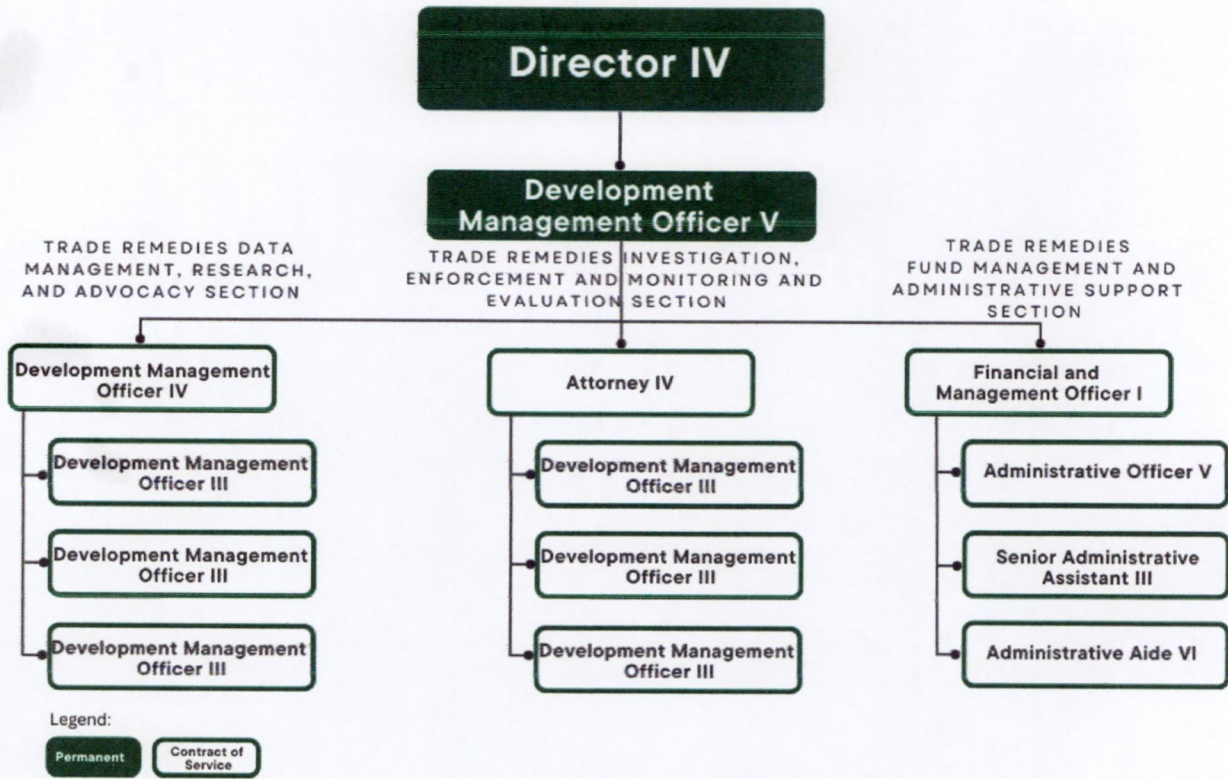 Director IV
Development
Management Officer V
TRADE REMEDIES DATA
MANAGEMENT, RESEARCH,
AND ADVOCACY SECTION
TRADE REMEDIES INVESTIGATION,
ENFORCEMENT AND MONITORING AND
EVALUATION SECTION
TRADE REMEDIES
FUND MANAGEMENT AND
ADMINISTRATIVE SUPPORT
SECTION
Development Management
Officer IV
Development Management
Officer III
Development Management
Officer III
Development Management
Officer III
Attorney IV
Development Management
Officer III
Development Management
Officer III
Development Management
Officer III
Financial and
Management Officer I
Administrative Officer V
Senior Administrative
Assistant III
Administrative Aide VI
Legend:
Permanent
Contract of
Service